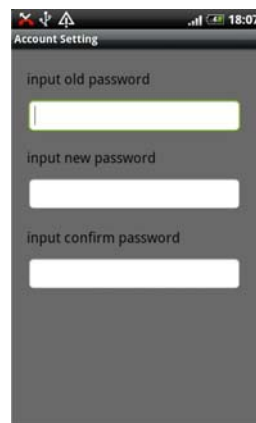 18:07
Account Setting
input old password
input new password
input confirm password